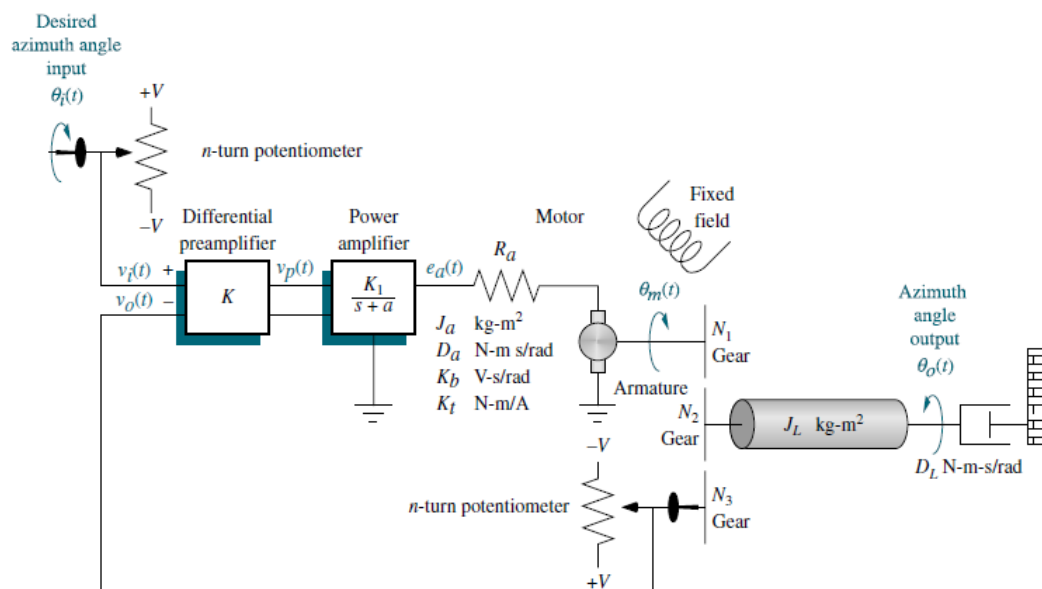 Desired
azimuth angle
input
θi(t)
+V
n-turn potentiometer
−V
Differential
preamplifier
Power
amplifier
Motor
Fixed
field
vi(t) +
vo(t) −
K
vp(t)
K1
s + a
ea(t)
Ra
Ja kg-m²
Da N-m s/rad
Kb V-s/rad
Kt N-m/A
θm(t)
Armature
N1
Gear
N2
Gear
Azimuth
angle
output
θo(t)
JL kg-m²
DL N-m-s/rad
−V
n-turn potentiometer
N3
Gear
+V